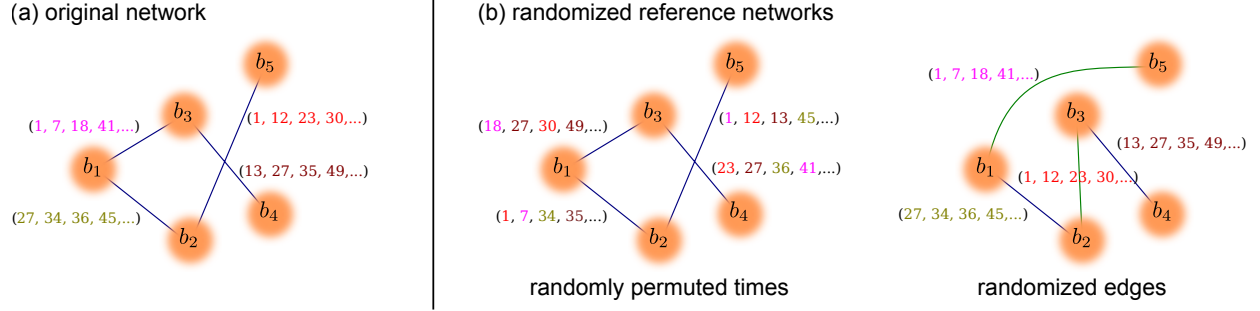 (a) original network
b5
b3
(1, 7, 18, 41,...)
(1, 12, 23, 30,...)
b1
(13, 27, 35, 49,...)
(27, 34, 36, 45,...)
b4
b2
(b) randomized reference networks
b5
b3
(18, 27, 30, 49,...)
(1, 12, 13, 45,...)
b1
(23, 27, 36, 41,...)
(1, 7, 34, 35,...)
b4
b2
randomly permuted times
b5
(1, 7, 18, 41,...)
b3
(13, 27, 35, 49,...)
b1
(1, 12, 23, 30,...)
(27, 34, 36, 45,...)
b4
b2
randomized edges